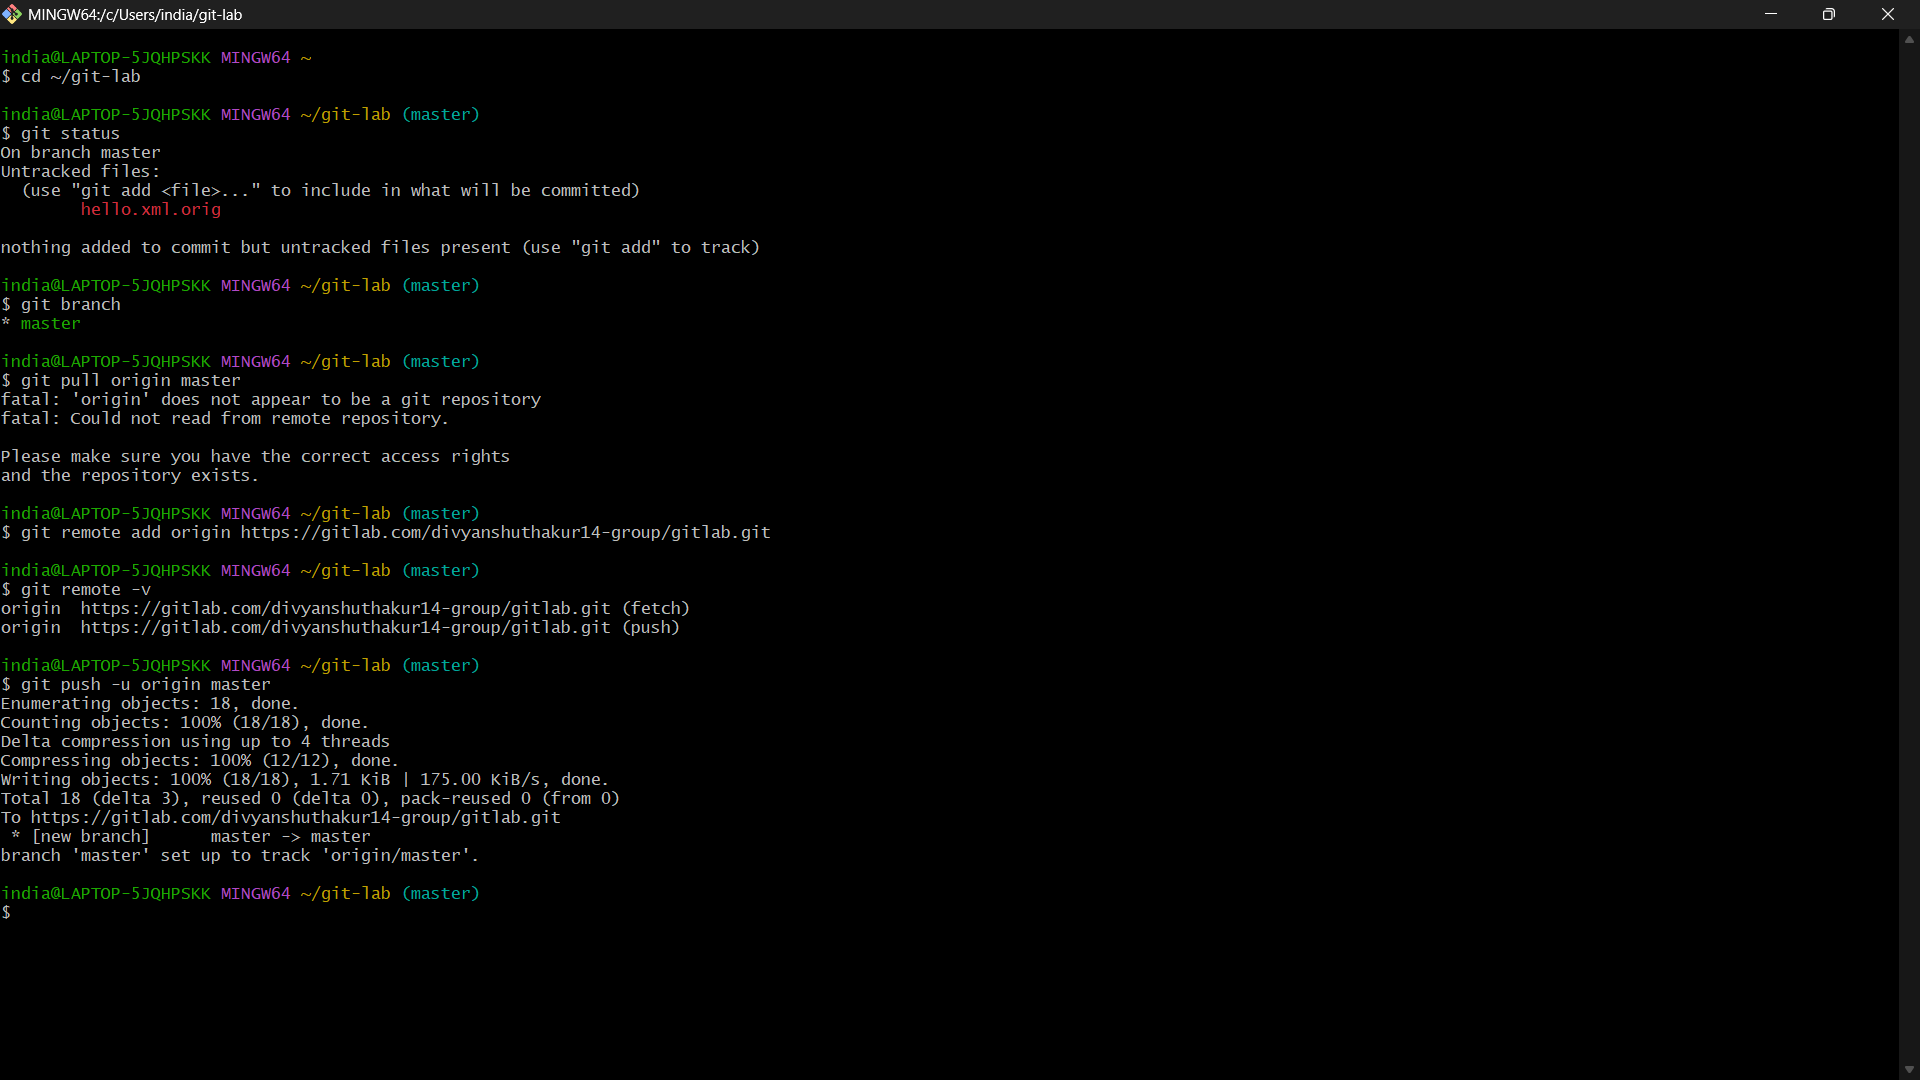 MINGW64:/c/Users/india/git-lab
india@LAPTOP-5JQHPSKK MINGW64 ~
$ cd ~/git-lab
india@LAPTOP-5JQHPSKK MINGW64 ~/git-lab (master)
$ git status
On branch master
Untracked files:
  (use "git add <file>..." to include in what will be committed)
        hello.xml.orig
nothing added to commit but untracked files present (use "git add" to track)
india@LAPTOP-5JQHPSKK MINGW64 ~/git-lab (master)
$ git branch
* master
india@LAPTOP-5JQHPSKK MINGW64 ~/git-lab (master)
$ git pull origin master
fatal: 'origin' does not appear to be a git repository
fatal: Could not read from remote repository.
Please make sure you have the correct access rights
and the repository exists.
india@LAPTOP-5JQHPSKK MINGW64 ~/git-lab (master)
$ git remote add origin https://gitlab.com/divyanshuthakur14-group/gitlab.git
india@LAPTOP-5JQHPSKK MINGW64 ~/git-lab (master)
$ git remote -v
origin  https://gitlab.com/divyanshuthakur14-group/gitlab.git (fetch)
origin  https://gitlab.com/divyanshuthakur14-group/gitlab.git (push)
india@LAPTOP-5JQHPSKK MINGW64 ~/git-lab (master)
$ git push -u origin master
Enumerating objects: 18, done.
Counting objects: 100% (18/18), done.
Delta compression using up to 4 threads
Compressing objects: 100% (12/12), done.
Writing objects: 100% (18/18), 1.71 KiB | 175.00 KiB/s, done.
Total 18 (delta 3), reused 0 (delta 0), pack-reused 0 (from 0)
To https://gitlab.com/divyanshuthakur14-group/gitlab.git
 * [new branch]      master -> master
branch 'master' set up to track 'origin/master'.
india@LAPTOP-5JQHPSKK MINGW64 ~/git-lab (master)
$